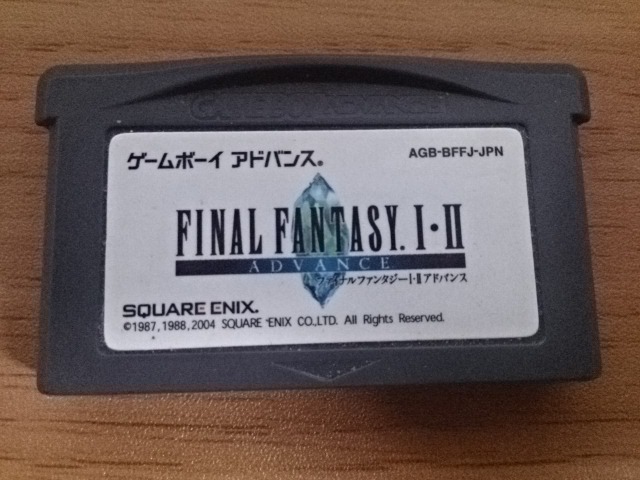 GAME BOY ADVANCE
ゲームボーイ アドバンス® AGB-BFFJ-JPN
FINAL FANTASY. I・II
ADVANCE
ファイナルファンタジーI・II アドバンス
SQUARE ENIX.
©1987, 1988, 2004 SQUARE ENIX CO., LTD. All Rights Reserved.